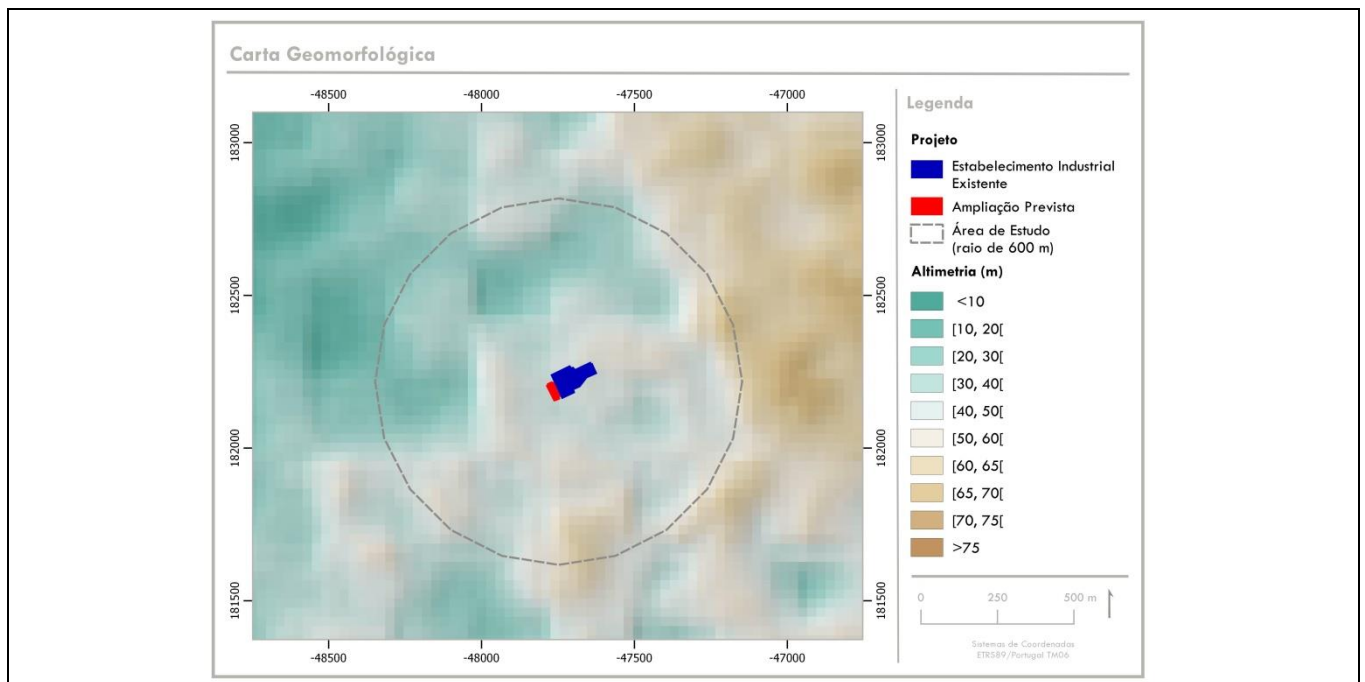 Carta Geomorfológica
-48500
-48000
-47500
-47000
183000
182500
182000
181500
183000
182500
182000
181500
-48500
-48000
-47500
-47000
Legenda
Projeto
Estabelecimento Industrial
Existente
Ampliação Prevista
Área de Estudo
(raio de 600 m)
Altimetria (m)
<10
[10, 20[
[20, 30[
[30, 40[
[40, 50[
[50, 60[
[60, 65[
[65, 70[
[70, 75[
>75
0
250
500 m
Sistemas de Coordenadas
ETRS89/Portugal TM06